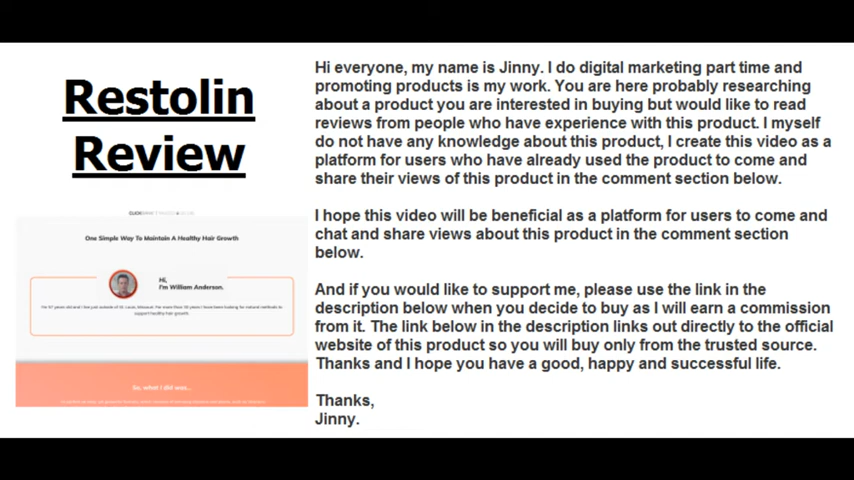 Restolin
Review
Hi everyone, my name is Jinny. I do digital marketing part time and
promoting products is my work. You are here probably researching
about a product you are interested in buying but would like to read
reviews from people who have experience with this product. I myself
do not have any knowledge about this product, I create this video as a
platform for users who have already used the product to come and
share their views of this product in the comment section below.
I hope this video will be beneficial as a platform for users to come and
chat and share views about this product in the comment section
below.
And if you would like to support me, please use the link in the
description below when you decide to buy as I will earn a commission
from it. The link below in the description links out directly to the official
website of this product so you will buy only from the trusted source.
Thanks and I hope you have a good, happy and successful life.
Thanks,
Jinny.
One Simple Way To Maintain A Healthy Hair Growth
Hi,
I'm William Anderson.
support healthy hair growth.
So, what I did was...